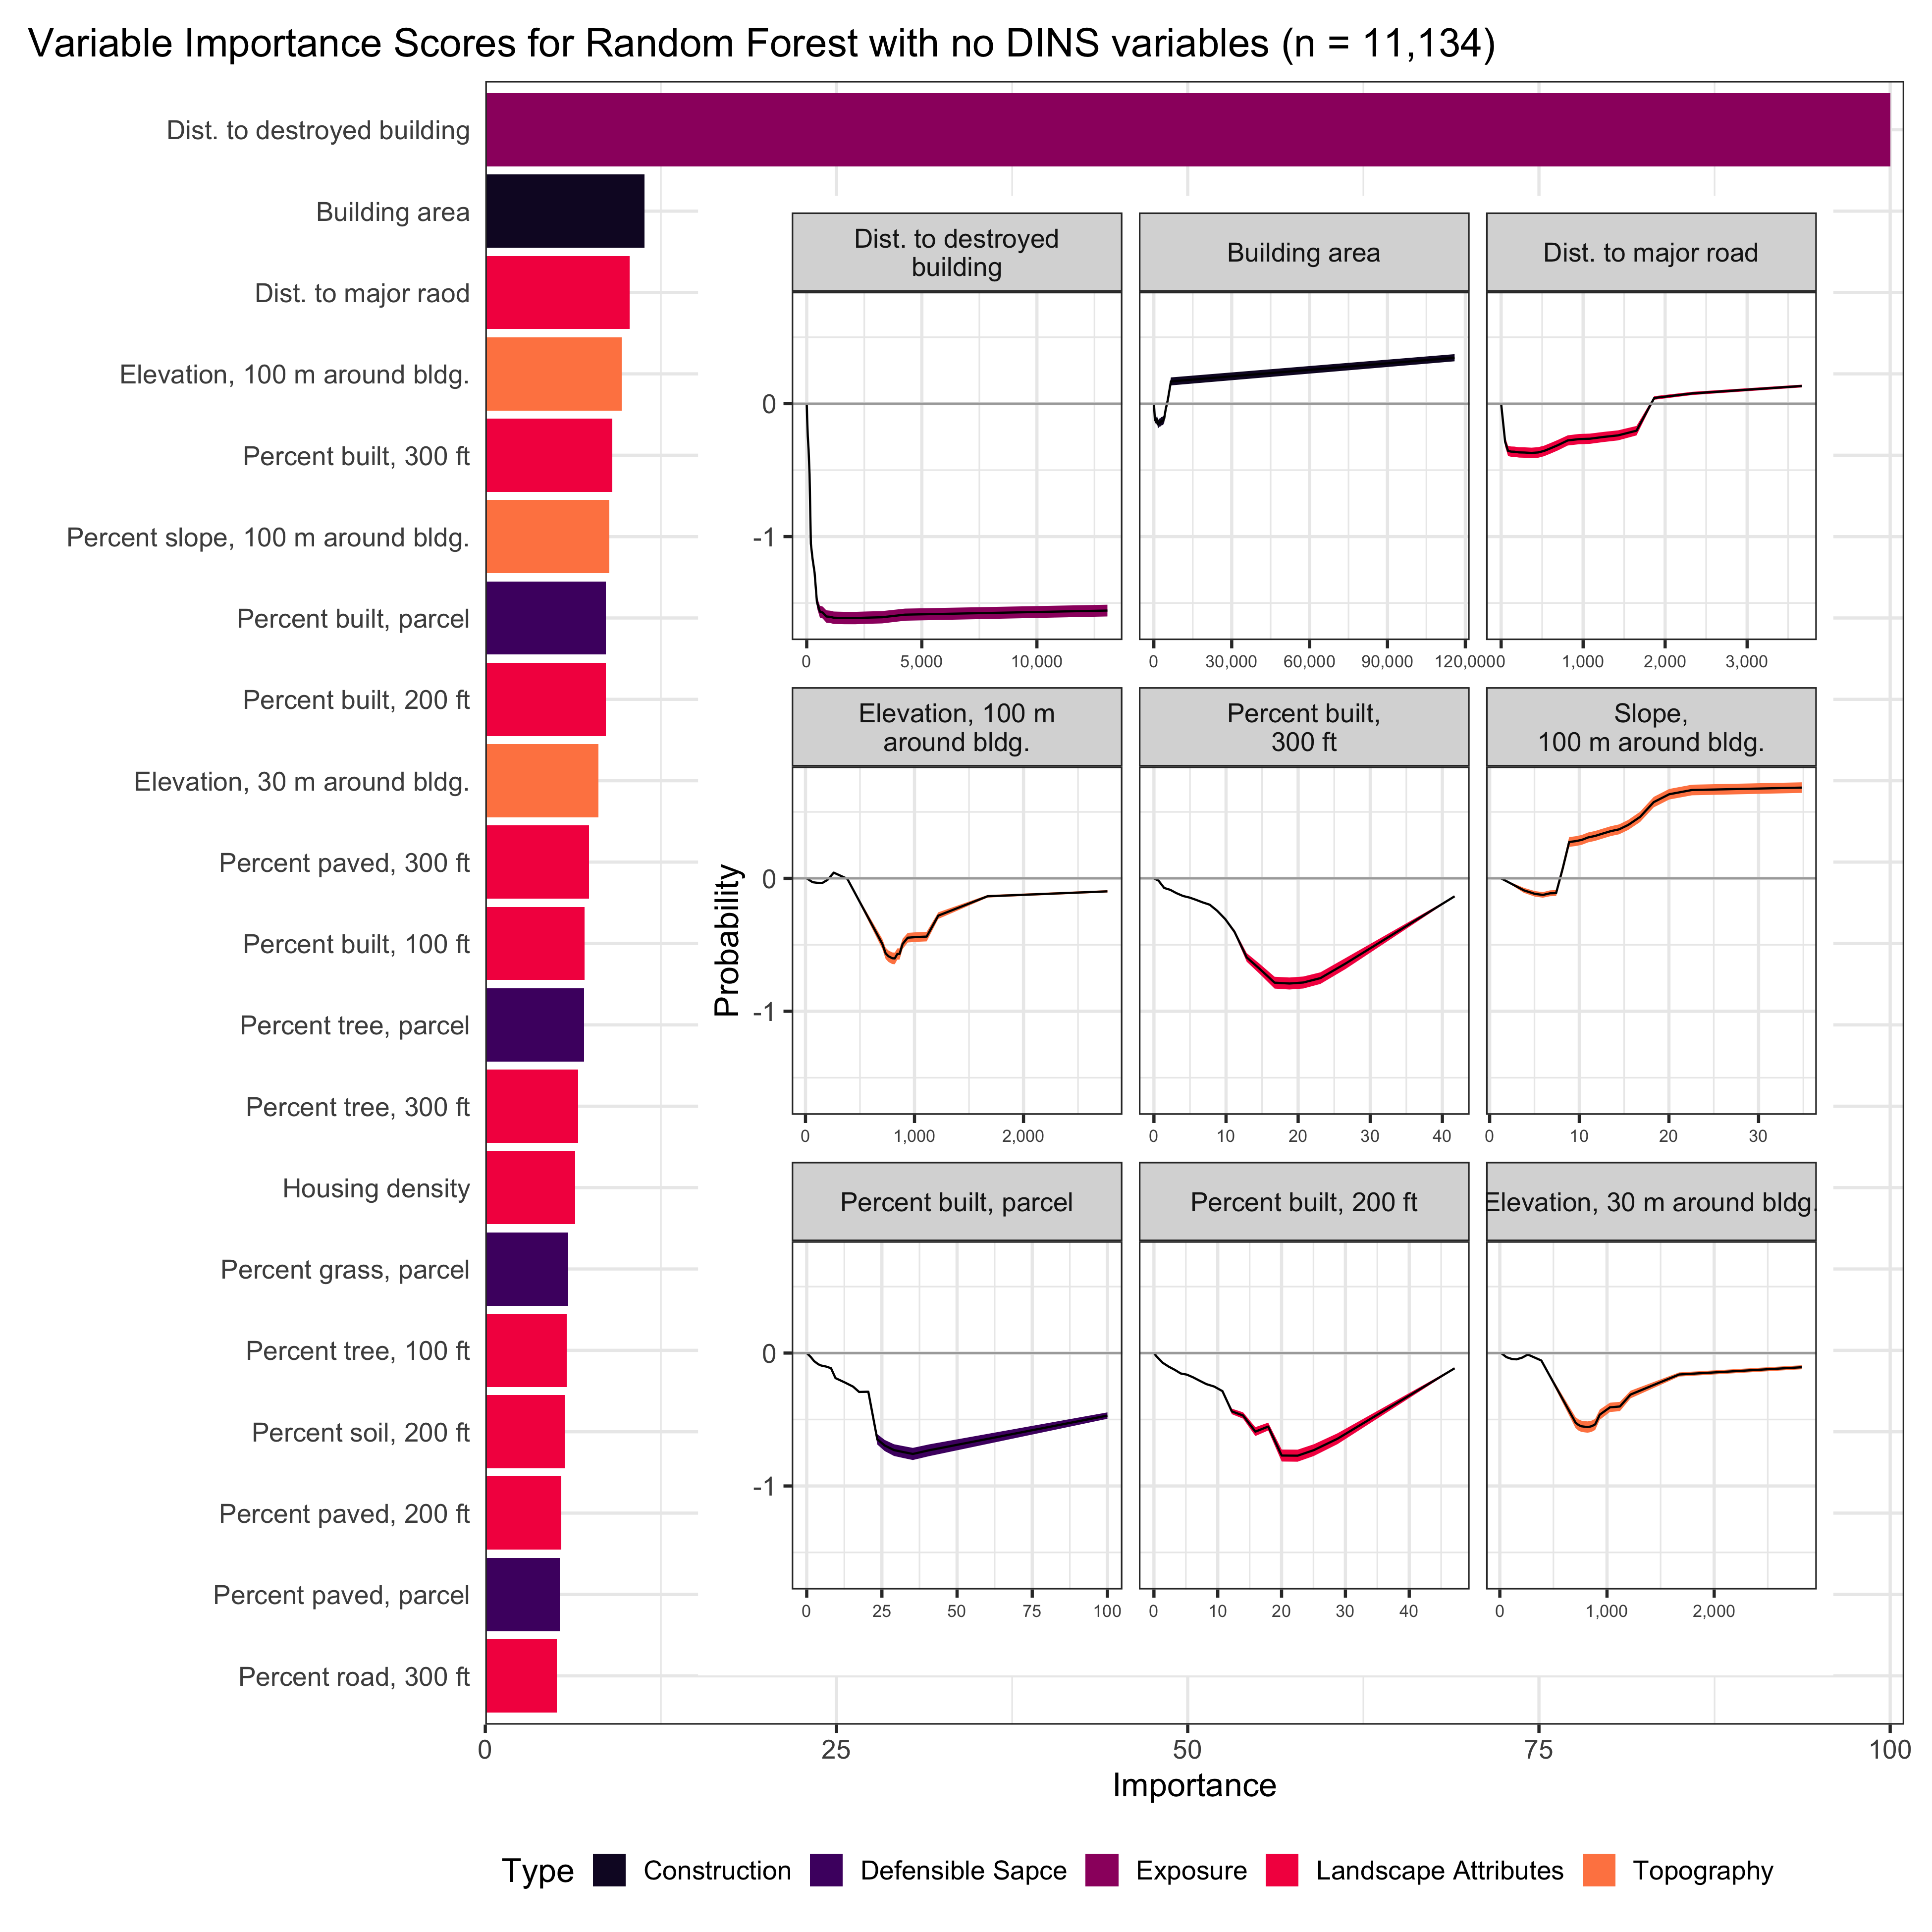 Variable Importance Scores for Random Forest with no DINS variables (n = 11,134)
Dist. to destroyed building
Building area
Dist. to major raod
Elevation, 100 m around bldg.
Percent built, 300 ft
Percent slope, 100 m around bldg.
Percent built, parcel
Percent built, 200 ft
Elevation, 30 m around bldg.
Percent paved, 300 ft
Percent built, 100 ft
Percent tree, parcel
Percent tree, 300 ft
Housing density
Percent grass, parcel
Percent tree, 100 ft
Percent soil, 200 ft
Percent paved, 200 ft
Percent paved, parcel
Percent road, 300 ft
0 25 50 75 100
Importance
Probability
Dist. to destroyed
building
Building area
Dist. to major road
0
-1
0 5,000 10,000
0 30,000 60,000 90,000 120,000
0 1,000 2,000 3,000
Elevation, 100 m
around bldg.
Percent built,
300 ft
Slope,
100 m around bldg.
0
-1
0 1,000 2,000
0 10 20 30 40
0 10 20 30
Percent built, parcel
Percent built, 200 ft
Elevation, 30 m around bldg.
0
-1
0 25 50 75 100
0 10 20 30 40
0 1,000 2,000
Type Construction Defensible Sapce Exposure Landscape Attributes Topography